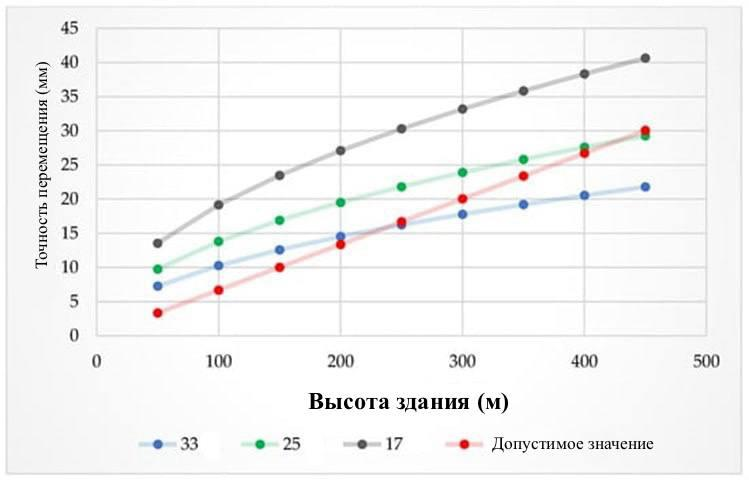 45
40
35
30
25
20
15
10
5
0
Точность перемещения (мм)
0 100 200 300 400 500
Высота здания (м)
33 25 17 Допустимое значение